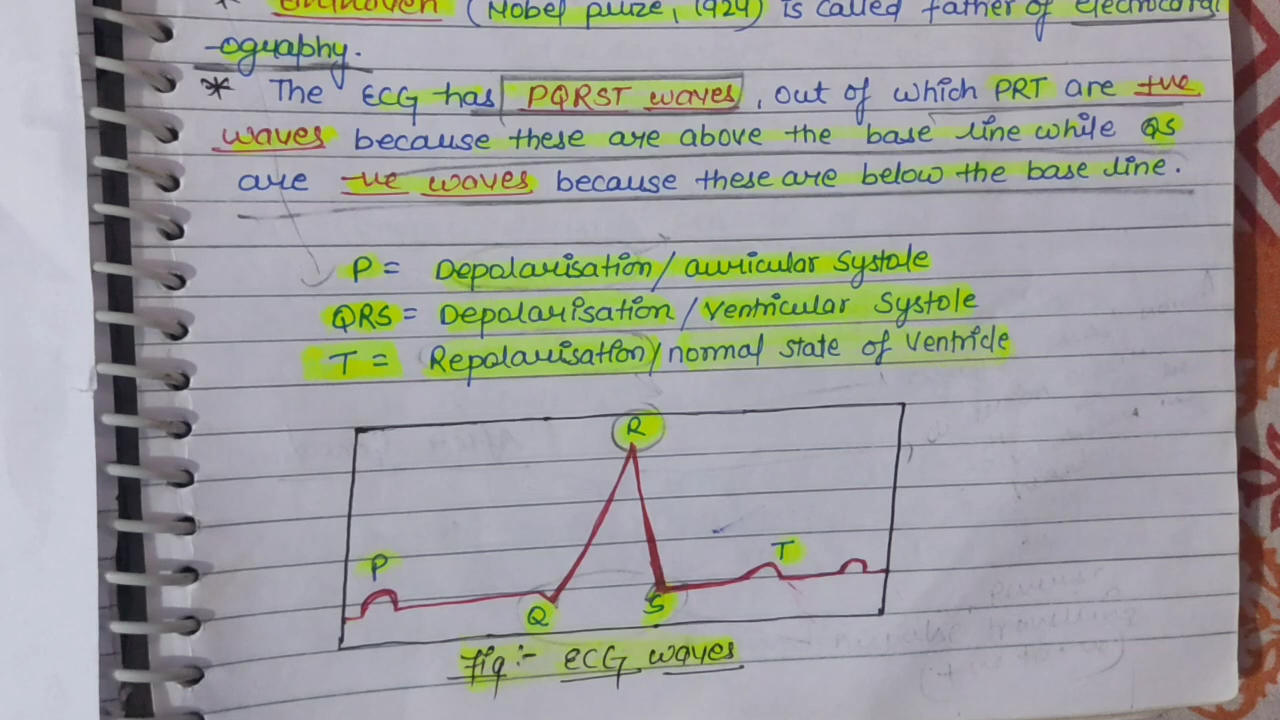 * Einthoven (Nobel prize, 1924) is called father of electrocardi
-ography.
* The ECG has PQRST waves, out of which PRT are +ve
waves because these are above the base line while QS
are -ve waves because these are below the base line.
P = Depolarisation / auricular Systole
QRS = Depolarisation / ventricular Systole
T = Repolarisation/normal state of ventricle
R
P
T
Q
S
fig :- ECG waves